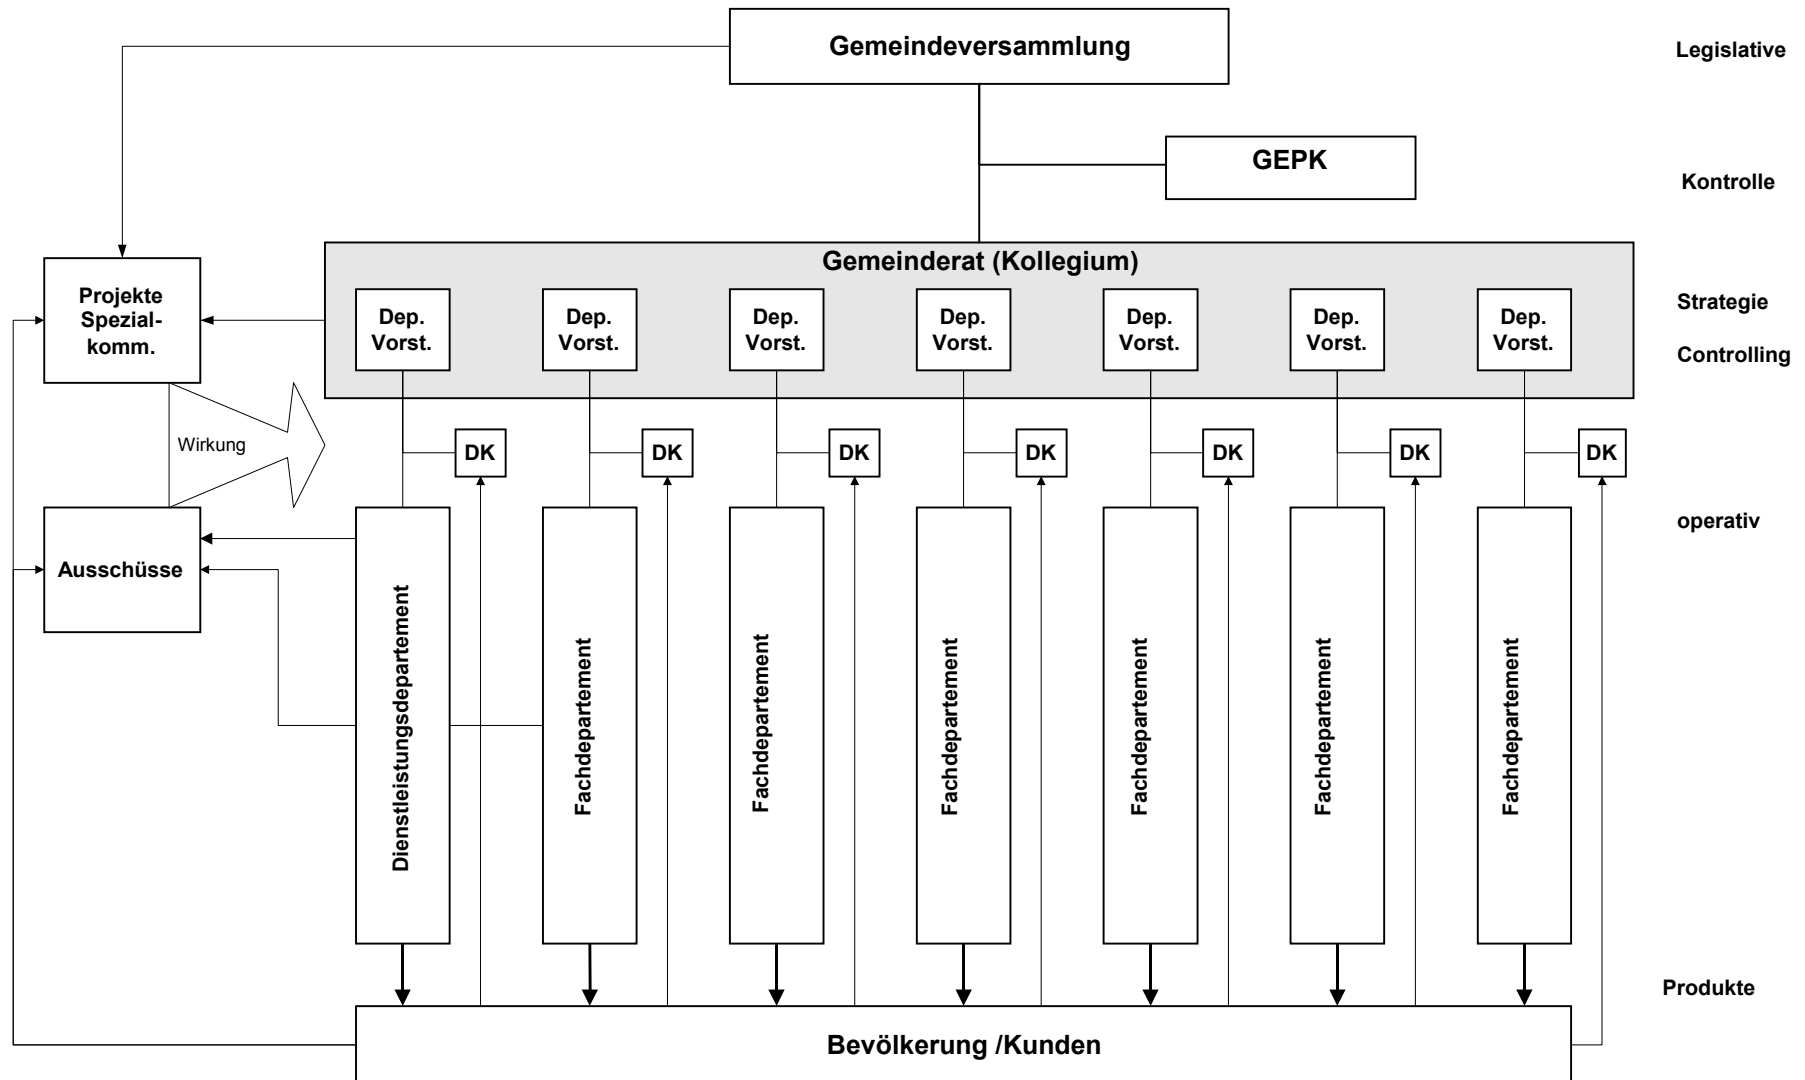 Gemeindeversammlung
Legislative
GEPK
Kontrolle
Gemeinderat (Kollegium)
Projekte
Spezial-
komm.
Dep.
Vorst.
Dep.
Vorst.
Dep.
Vorst.
Dep.
Vorst.
Dep.
Vorst.
Dep.
Vorst.
Dep.
Vorst.
Strategie
Controlling
Wirkung
DK
DK
DK
DK
DK
DK
DK
operativ
Ausschüsse
Dienstleistungsdepartement
Fachdepartement
Fachdepartement
Fachdepartement
Fachdepartement
Fachdepartement
Fachdepartement
Produkte
Bevölkerung /Kunden